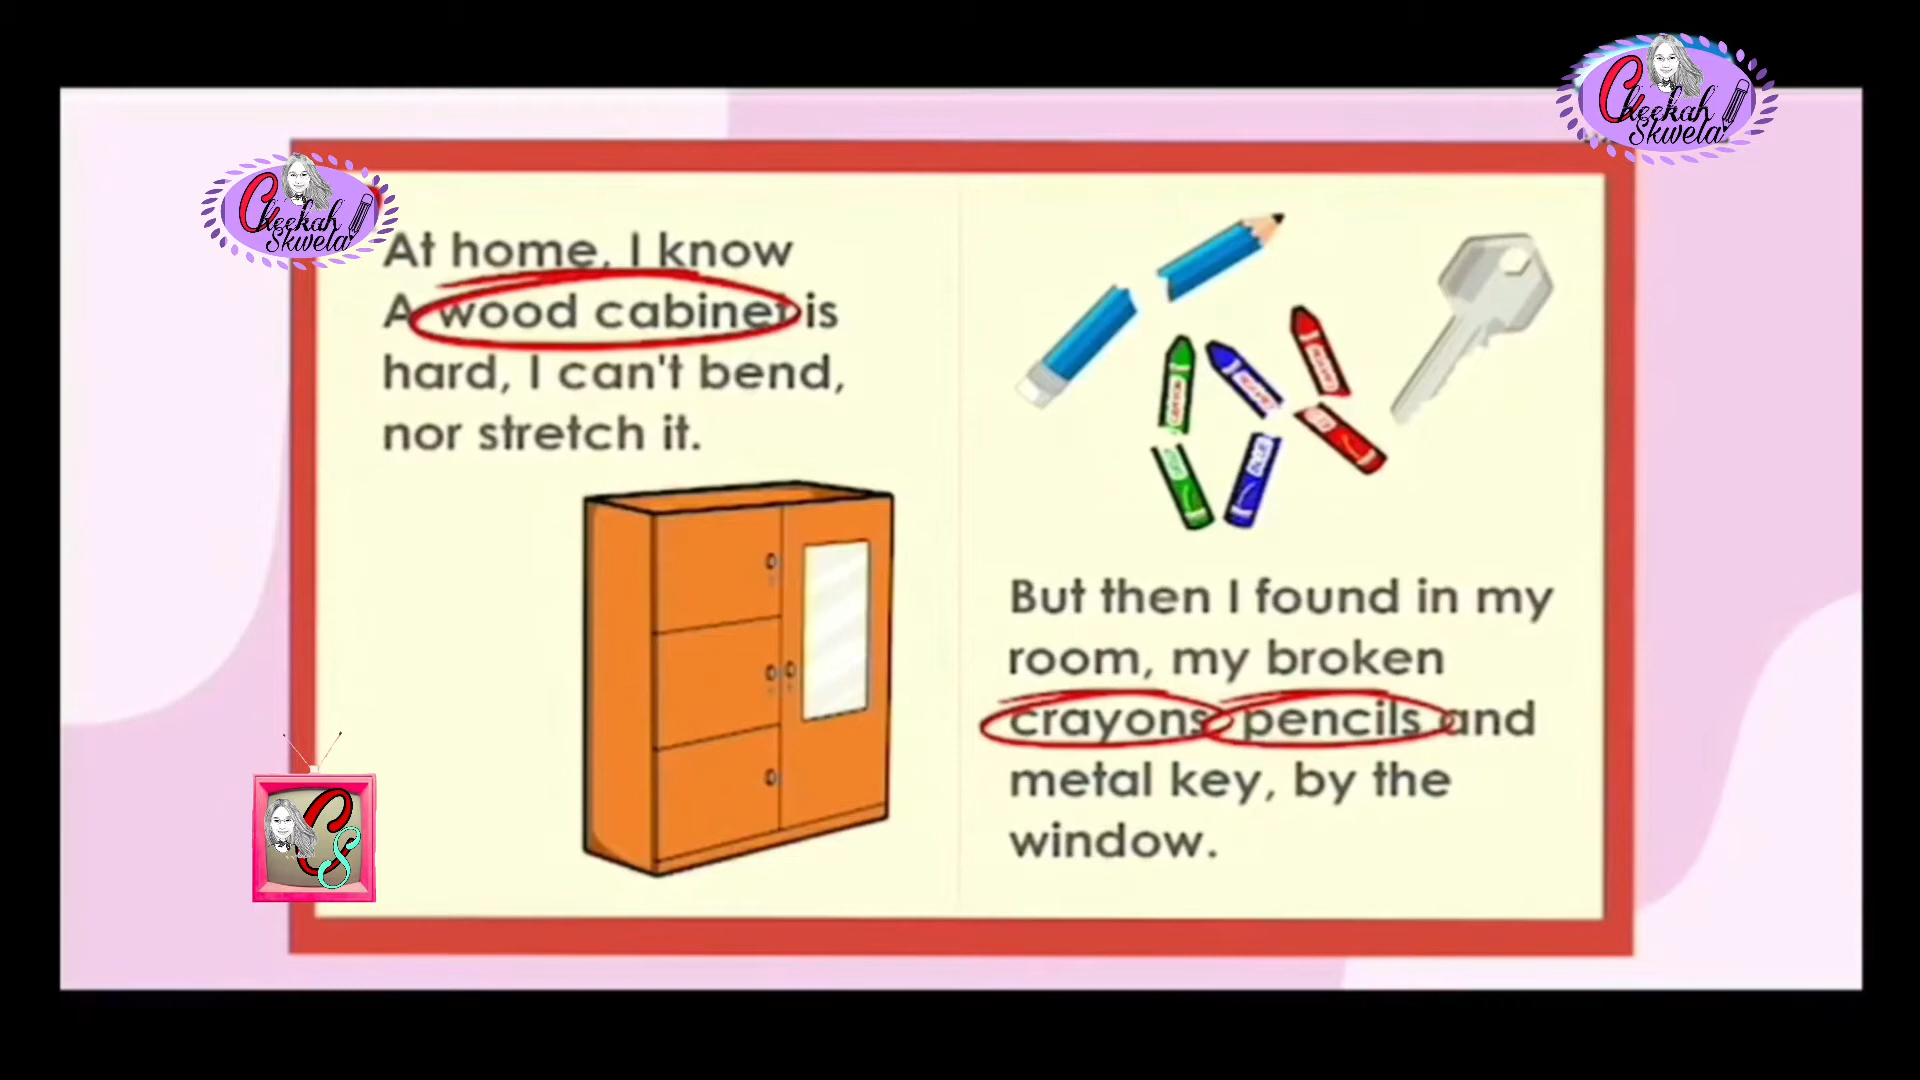 Cheekah
Skwela
Cheekah
Skwela
At home, I know
A wood cabinet is
hard, I can't bend,
nor stretch it.
But then I found in my
room, my broken
crayons, pencils and
metal key, by the
window.
CS